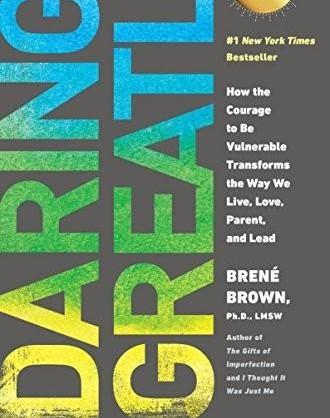 DARING
GREATL
#1 New York Times
Bestseller
How the
Courage
to Be
Vulnerable
Transforms
the Way We
Live, Love,
Parent,
and Lead
BRENÉ
BROWN,
Ph.D., LMSW
Author of
The Gifts of
Imperfection
and I Thought It
Was Just Me